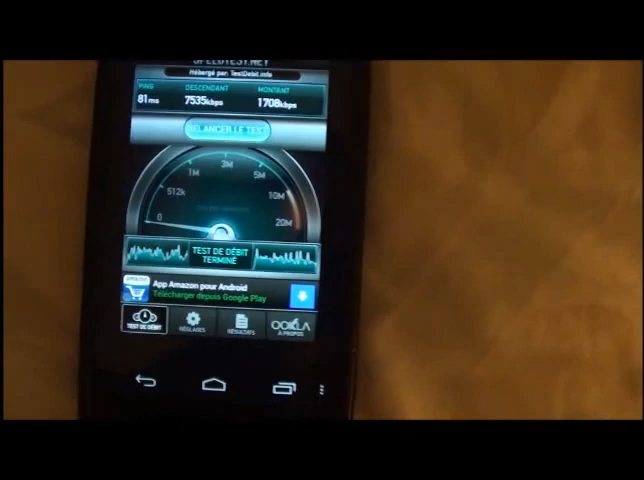 SPEEDTEST.NET
Hébergé par: TestDebit.info
PING DESCENDANT MONTANT
81ms 7535kbps 1708kbps
RELANCER LE TEST
0 512k 1M 3M 5M 10M 20M
TEST DE DÉBIT
TERMINÉ
App Amazon pour Android
Télécharger depuis Google Play
TEST DE DÉBIT RÉGLAGES RÉSULTATS OOKLA
À PROPOS